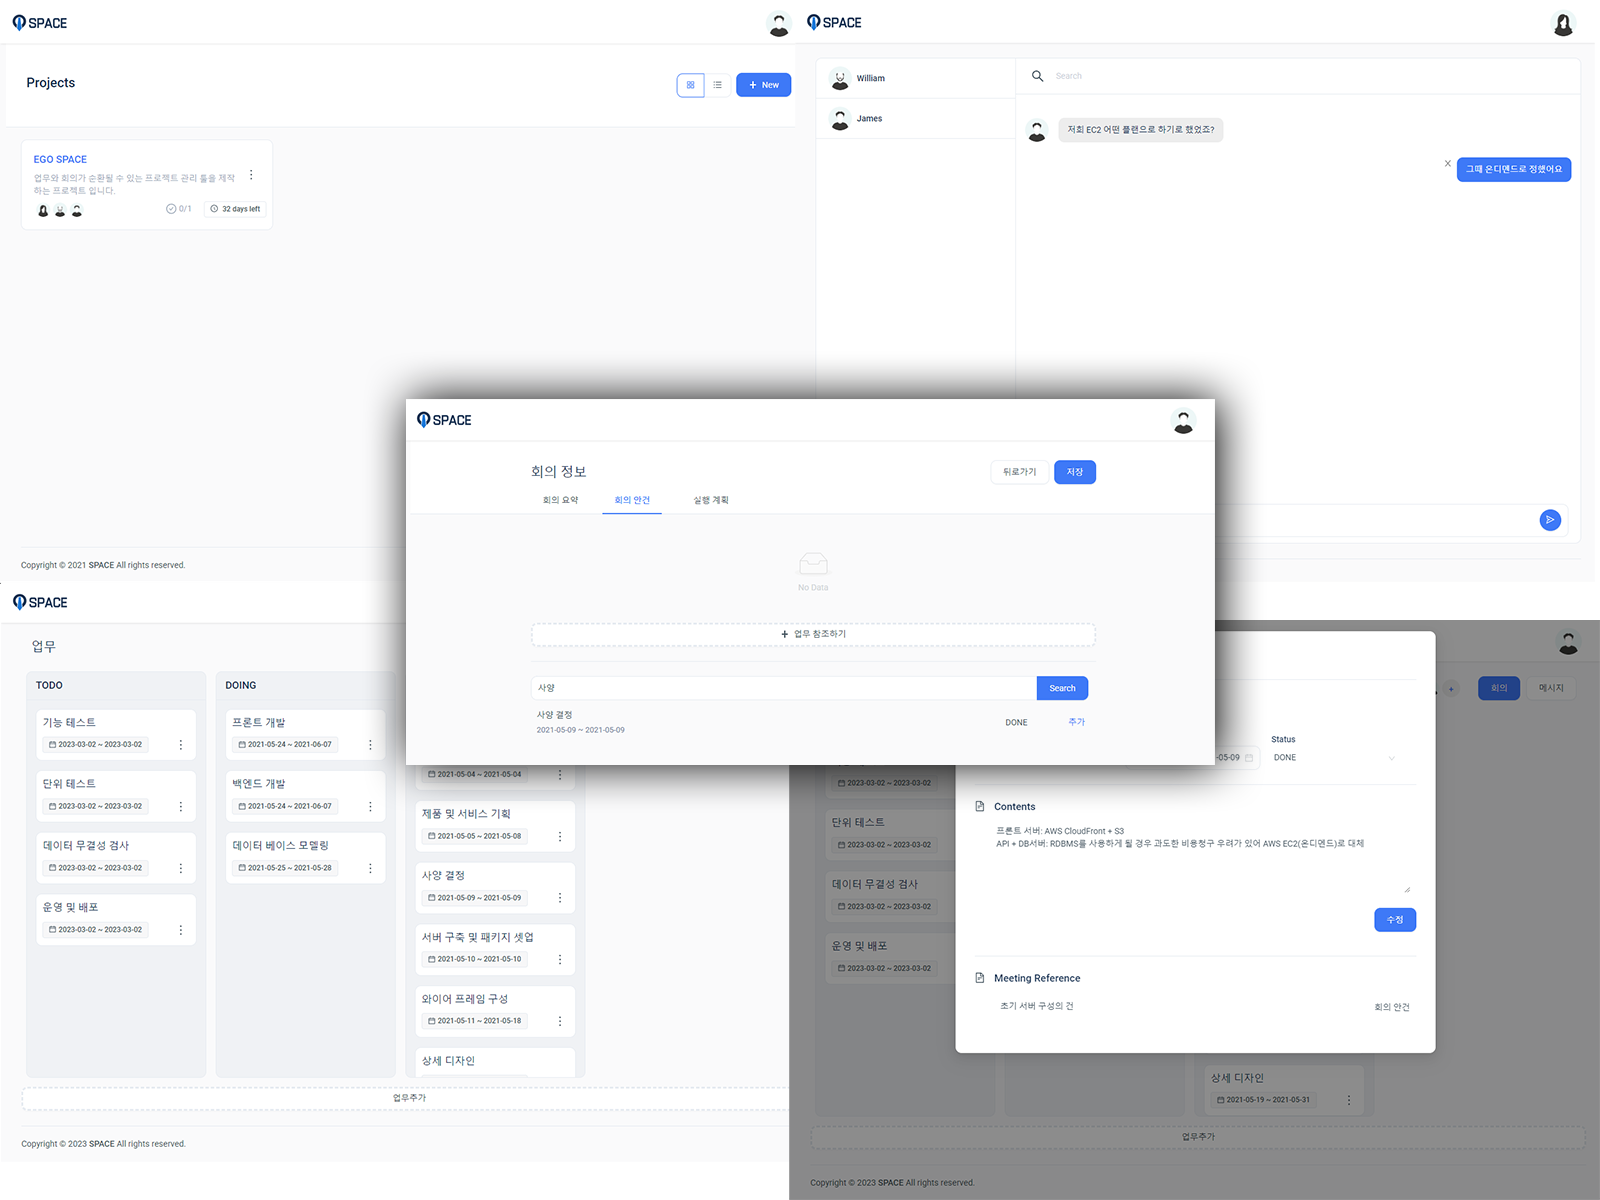 SPACE
Projects
New
EGO SPACE
업무와 회의가 순환될 수 있는 프로젝트 관리 툴을 제작
하는 프로젝트 입니다.
0/1
32 days left
Copyright © 2021 SPACE All rights reserved.
SPACE
William
James
Search
저희 EC2 어떤 플랜으로 하기로 했었죠?
그때 온디멘드로 정했어요
SPACE
회의 정보
뒤로가기
저장
회의 요약
회의 안건
실행 계획
No Data
+ 업무 참조하기
사양
Search
사양 결정
2021-05-09 ~ 2021-05-09
DONE
추가
SPACE
업무
TODO
기능 테스트
2023-03-02 ~ 2023-03-02
단위 테스트
2023-03-02 ~ 2023-03-02
데이터 무결성 검사
2023-03-02 ~ 2023-03-02
운영 및 배포
2023-03-02 ~ 2023-03-02
DOING
프론트 개발
2021-05-24 ~ 2021-06-07
백엔드 개발
2021-05-24 ~ 2021-06-07
데이터 베이스 모델링
2021-05-25 ~ 2021-05-28
2021-05-04 ~ 2021-05-04
제품 및 서비스 기획
2021-05-05 ~ 2021-05-08
사양 결정
2021-05-09 ~ 2021-05-09
서버 구축 및 패키지 셋업
2021-05-10 ~ 2021-05-10
와이어 프레임 구성
2021-05-11 ~ 2021-05-18
상세 디자인
업무추가
Copyright © 2023 SPACE All rights reserved.
회의
메시지
Status
-05-09
DONE
Contents
프론트 서버: AWS CloudFront + S3
API + DB서버: RDBMS를 사용하게 될 경우 과도한 비용청구 우려가 있어 AWS EC2(온디멘드)로 대체
수정
Meeting Reference
초기 서버 구성의 건
회의 안건
2023-03-02 ~ 2023-03-02
단위 테스트
2023-03-02 ~ 2023-03-02
데이터 무결성 검사
2023-03-02 ~ 2023-03-02
운영 및 배포
2023-03-02 ~ 2023-03-02
상세 디자인
2021-05-19 ~ 2021-05-31
업무추가
Copyright © 2023 SPACE All rights reserved.